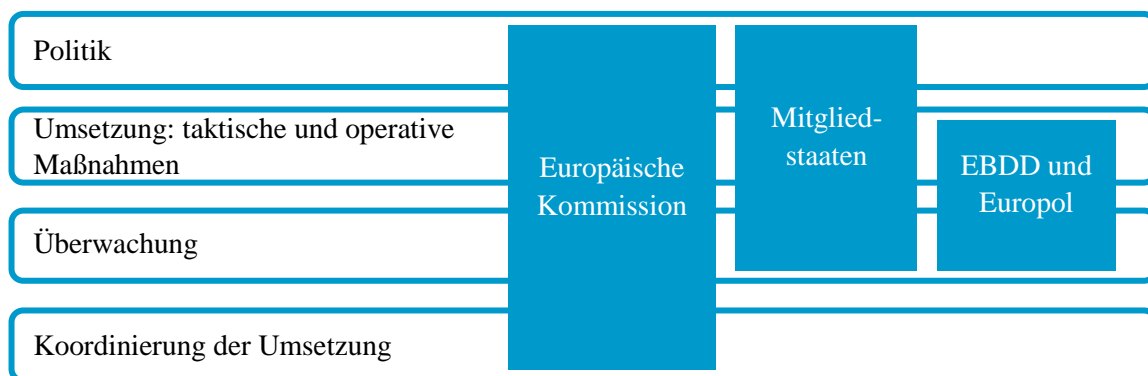 Politik
Umsetzung: taktische und operative
Maßnahmen
Überwachung
Koordinierung der Umsetzung
Europäische
Kommission
Mitglied-
staaten
EBDD und
Europol